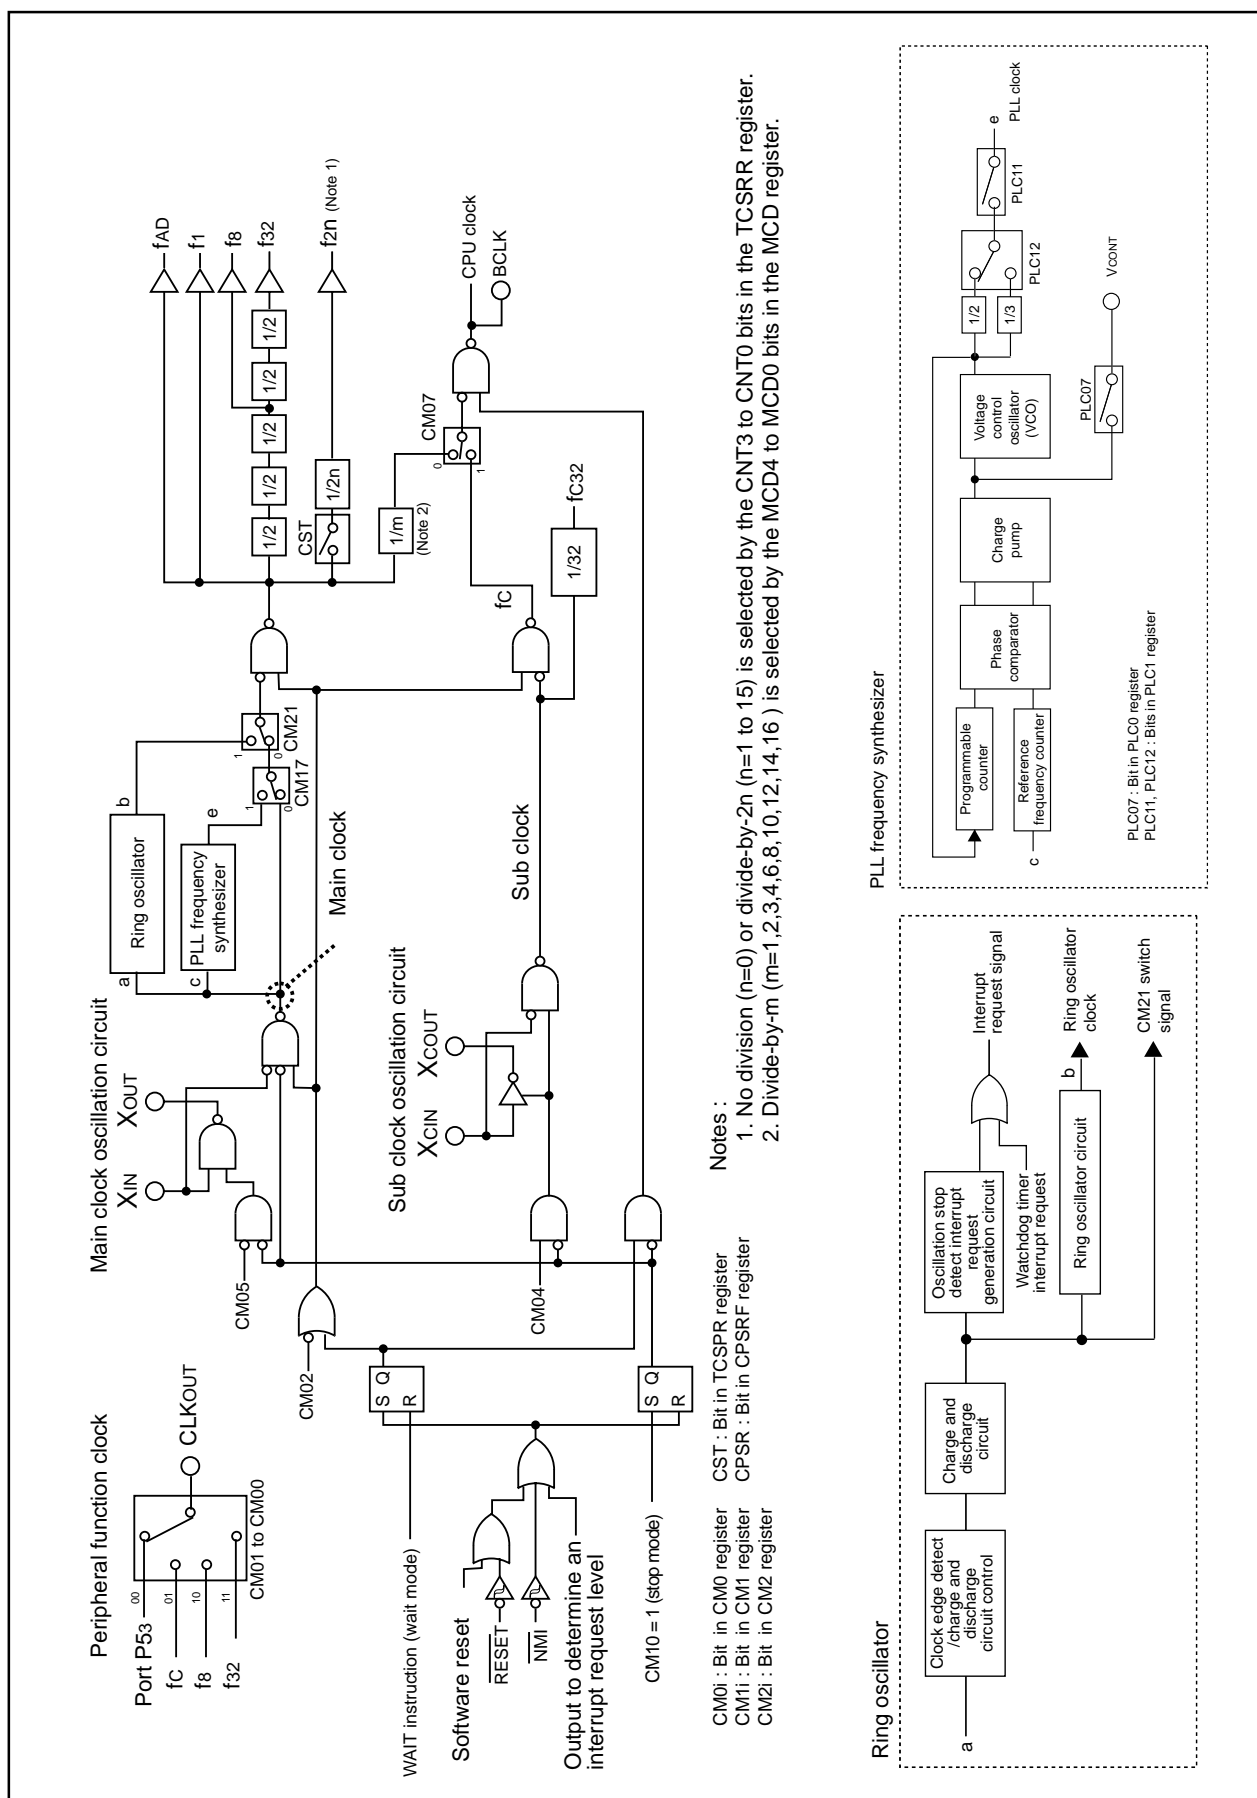 Peripheral function clock
Port P53
fC
f8
f32
00
01
10
11
CLKOUT
CM01 to CM00
Main clock oscillation circuit
XIN
XOUT
CM05
CM02
Main clock
a
Ring oscillator
b
c
PLL frequency
synthesizer
e
1
0
CM17
1
0
CM21
fAD
f1
f8
f32
1/2
1/2
1/2
1/2
1/2
CST
1/2n
f2n (Note 1)
1/m
(Note 2)
0
1
CM07
CPU clock
BCLK
Sub clock oscillation circuit
XCIN
XCOUT
CM04
Sub clock
fC
1/32
fC32
WAIT instruction (wait mode)
S Q
R
Software reset
RESET
NMI
Output to determine an
interrupt request level
CM10 = 1 (stop mode)
S Q
R
CM0i : Bit in CM0 register
CM1i : Bit in CM1 register
CM2i : Bit in CM2 register
CST : Bit in TCSPR register
CPSR : Bit in CPSRF register
Notes :
1. No division (n=0) or divide-by-2n (n=1 to 15) is selected by the CNT3 to CNT0 bits in the TCSRR register.
2. Divide-by-m (m=1,2,3,4,6,8,10,12,14,16 ) is selected by the MCD4 to MCD0 bits in the MCD register.
Ring oscillator
a
Clock edge detect
/charge and
discharge
circuit control
Charge and
discharge
circuit
Oscillation stop
detect interrupt
request
generation circuit
Watchdog timer
interrupt request
Interrupt
request signal
Ring oscillator circuit
b
Ring oscillator
clock
CM21 switch
signal
PLL frequency synthesizer
Programmable
counter
c
Reference
frequency counter
Phase
comparator
Charge
pump
Voltage
control
oscillator
(VCO)
1/2
1/3
PLC12
PLC11
e
PLL clock
PLC07
VCONT
PLC07 : Bit in PLC0 register
PLC11, PLC12 : Bits in PLC1 register